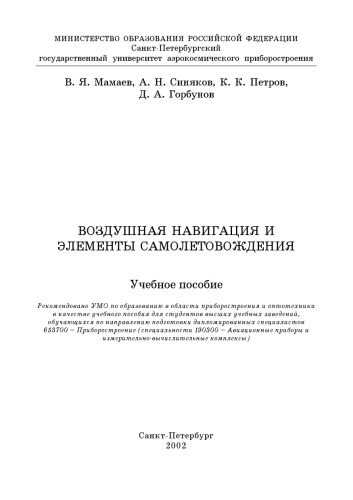 МИНИСТЕРСТВО ОБРАЗОВАНИЯ РОССИЙСКОЙ ФЕДЕРАЦИИ
Санкт-Петербургский
государственный университет аэрокосмического приборостроения
В. Я. Мамаев, А. Н. Синяков, К. К. Петров,
Д. А. Горбунов
ВОЗДУШНАЯ НАВИГАЦИЯ И
ЭЛЕМЕНТЫ САМОЛЕТОВОЖДЕНИЯ
Учебное пособие
Рекомендовано УМО по образованию в области приборостроения и оптотехники
в качестве учебного пособия для студентов высших учебных заведений,
обучающихся по направлению подготовки дипломированных специалистов
653700 – Приборостроение (специальности 190300 – Авиационные приборы и
измерительно-вычислительные комплексы)
Санкт-Петербург
2002